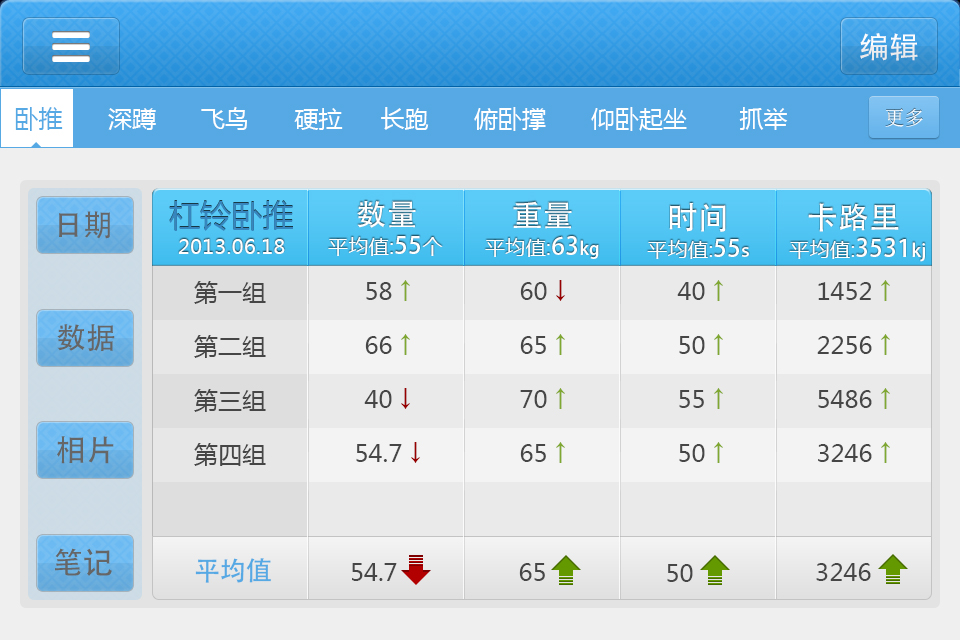 编辑
卧推 深蹲 飞鸟 硬拉 长跑 俯卧撑 仰卧起坐 抓举 更多
日期
数据
相片
笔记
杠铃卧推 数量 重量 时间 卡路里
2013.06.18 平均值:55个 平均值:63kg 平均值:55s 平均值:3531kj
第一组 58↑ 60↓ 40↑ 1452↑
第二组 66↑ 65↑ 50↑ 2256↑
第三组 40↓ 70↑ 55↑ 5486↑
第四组 54.7↓ 65↑ 50↑ 3246↑
平均值 54.7 65 50 3246